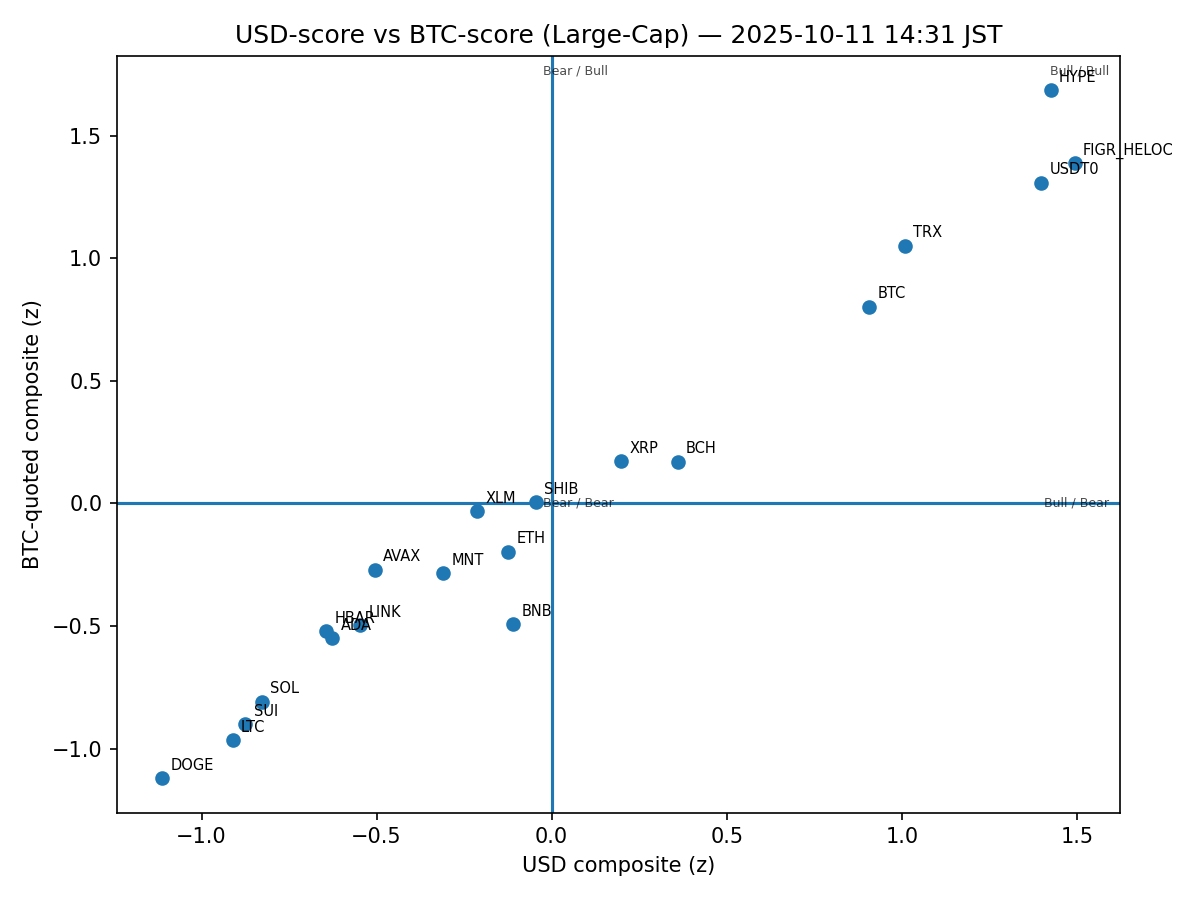 USD-score vs BTC-score (Large-Cap) — 2025-10-11 14:31 JST
Bear / Bull
Bull / Bull
HYPE
FIGR_HELOC
USDT0
TRX
BTC
XRP
BCH
SHIB
XLM
Bear / Bear
Bull / Bear
ETH
AVAX
MNT
LINK
BNB
HBAR
ADA
SOL
SUI
LTC
DOGE
1.5
1.0
0.5
0.0
−0.5
−1.0
BTC-quoted composite (z)
−1.0
−0.5
0.0
0.5
1.0
1.5
USD composite (z)